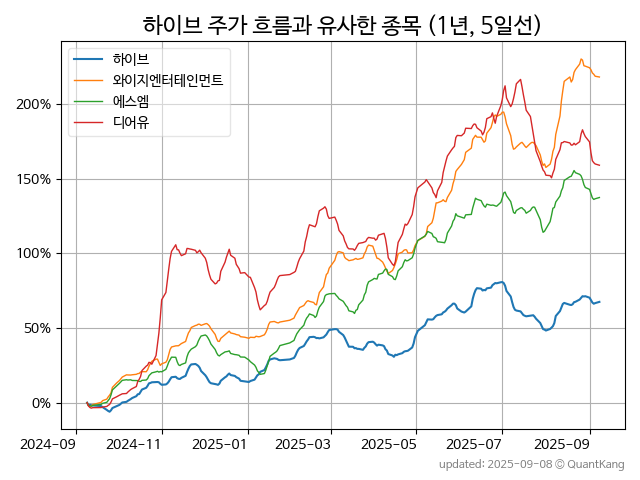 하이브 주가 흐름과 유사한 종목 (1년, 5일선)
하이브
와이지엔터테인먼트
에스엠
디어유
200%
150%
100%
50%
0%
2024-09 2024-11 2025-01 2025-03 2025-05 2025-07 2025-09
updated: 2025-09-08 © QuantKang